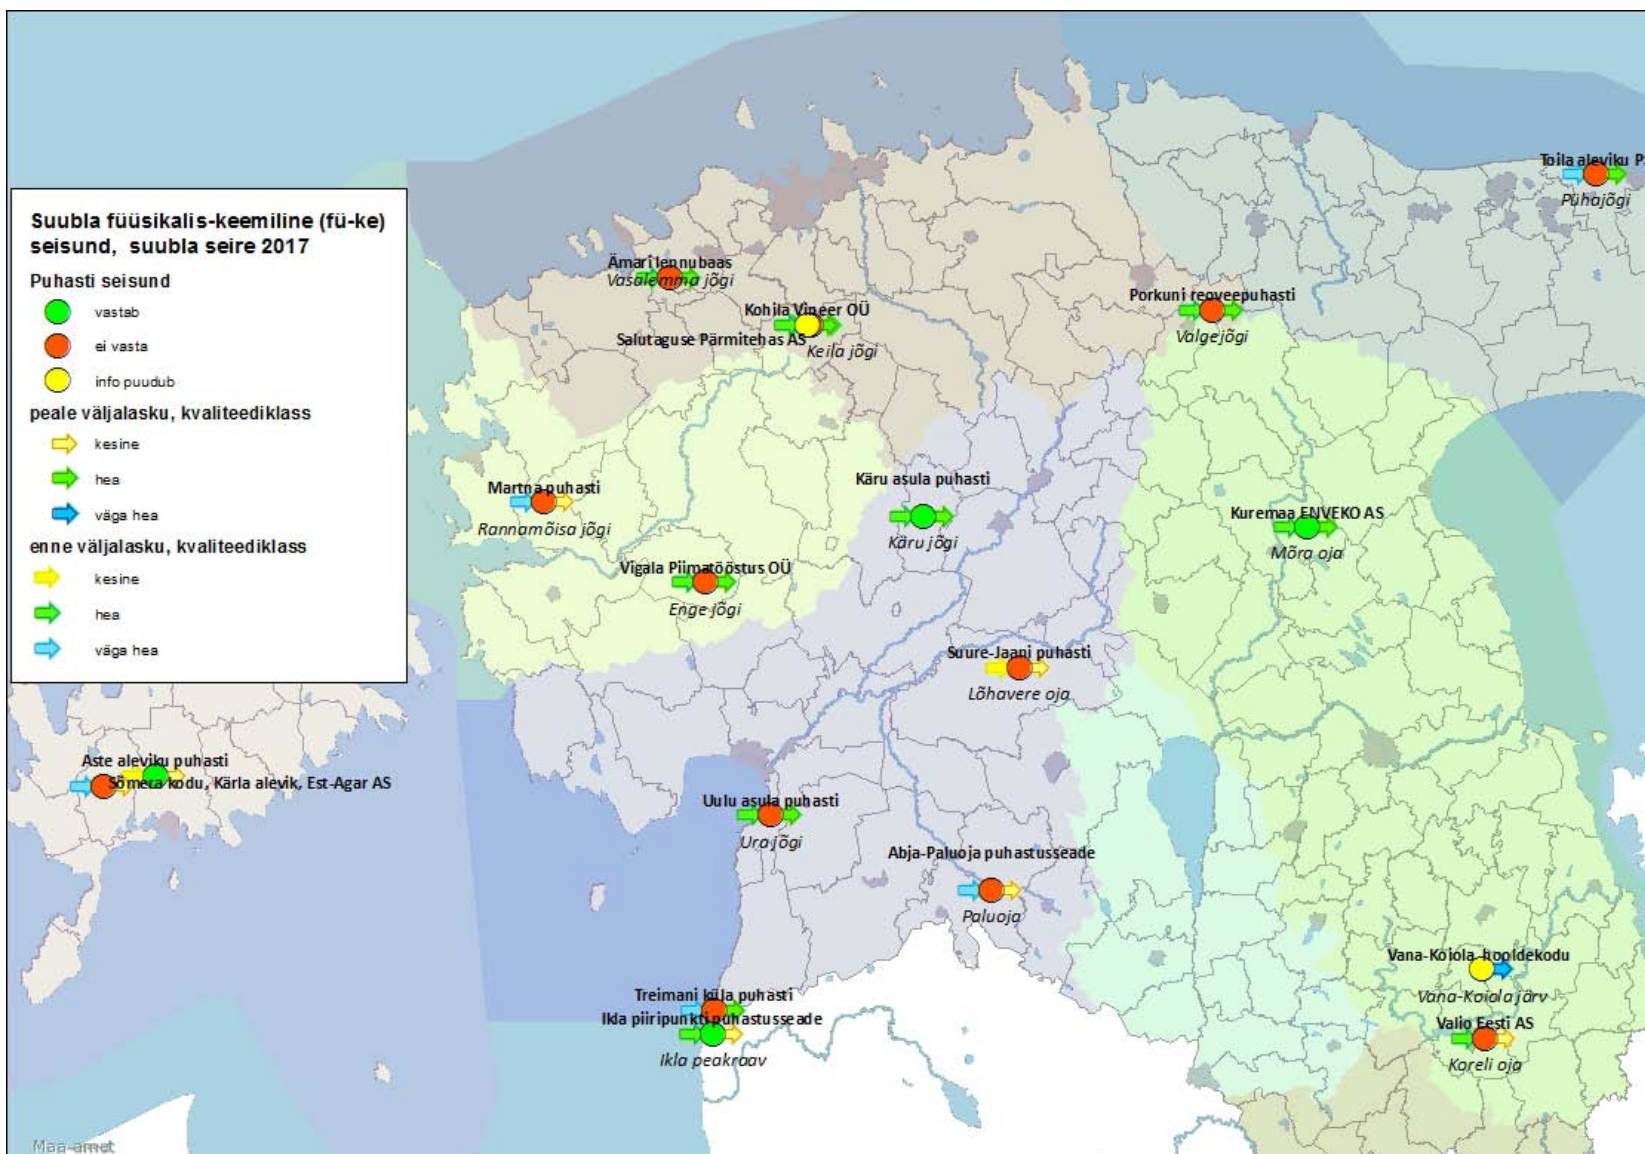 Suubla füüsikalis-keemiline (fü-ke)
seisund, suubla seire 2017
Puhasti seisund
vastab
ei vasta
info puudub
peale väljalasku, kvaliteediklass
kesine
hea
väga hea
enne väljalasku, kvaliteediklass
kesine
hea
väga hea
Toila aleviku
Pühajõgi
Ämari lennubaas
Vasalemma jõgi
Kohila Vineer OÜ
Salutaguse Pärmitehas AS
Keila jõgi
Porkuni reoveepuhasti
Valgejõgi
Martna puhasti
Rannamõisa jõgi
Käru asula puhasti
Käru jõgi
Kuremaa ENVEKO AS
Mõra oja
Vigala Piimatööstus OÜ
Enge jõgi
Suure-Jaani puhasti
Lõhavere oja
Aste aleviku puhasti
Sõmera kodu, Kärla alevik, Est-Agar AS
Uulu asula puhasti
Ura jõgi
Abja-Paluoja puhastusseade
Paluoja
Vana-Koiola hooldekodu
Vana-Koiola järv
Treimani küla puhasti
Ikla piiripunkti puhastusseade
Ikla peakraav
Valio Eesti AS
Koreli oja
Maa-amet